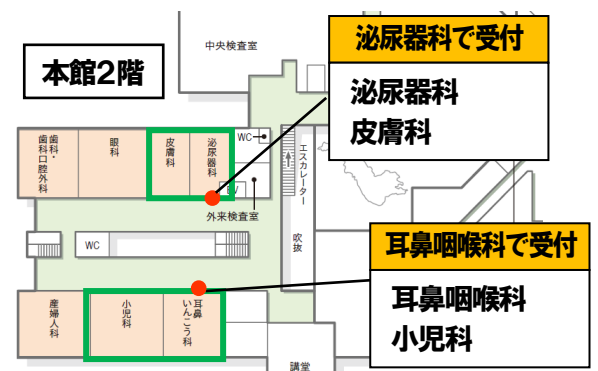 中央検査室
泌尿器科で受付
本館2階
泌尿器科
皮膚科
歯科・
歯科口腔外科
眼科
皮膚科
泌尿器科
WC
EV
エスカレーター
外来検査室
WC
吹抜
耳鼻咽喉科で受付
耳鼻咽喉科
小児科
産婦人科
小児科
耳鼻
いんこう科
講堂